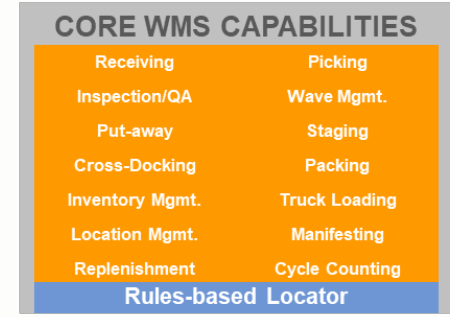 CORE WMS CAPABILITIES
Receiving
Inspection/QA
Put-away
Cross-Docking
Inventory Mgmt.
Location Mgmt.
Replenishment
Picking
Wave Mgmt.
Staging
Packing
Truck Loading
Manifesting
Cycle Counting
Rules-based Locator